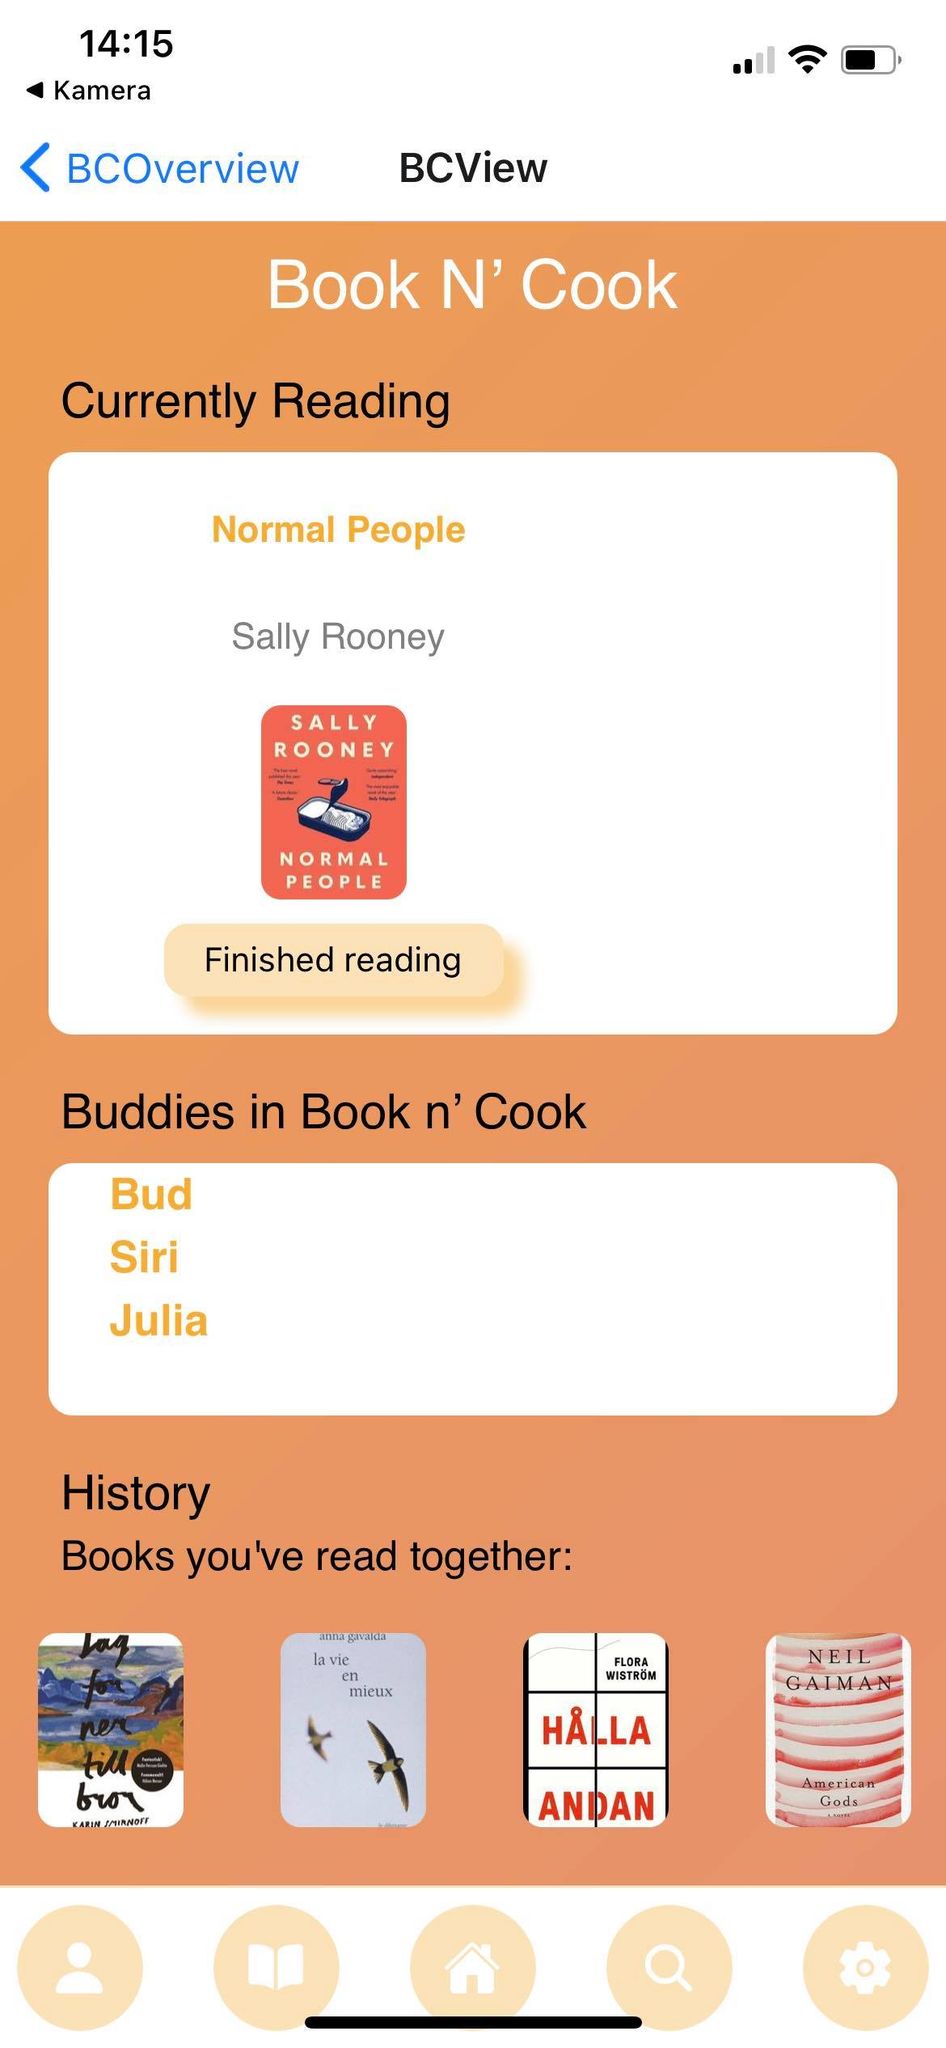 14:15
◀ Kamera
BCOverview
BCView
Book N’ Cook
Currently Reading
Normal People
Sally Rooney
SALLY
ROONEY
NORMAL
PEOPLE
Finished reading
Buddies in Book n’ Cook
Bud
Siri
Julia
History
Books you've read together:
Jag
for
ner
till
bror
KARIN SMIRNOFF
anna gavalda
la vie
en
mieux
FLORA
WISTRÖM
HÅLLA
ANDAN
NEIL
GAIMAN
American
Gods
A NOVEL